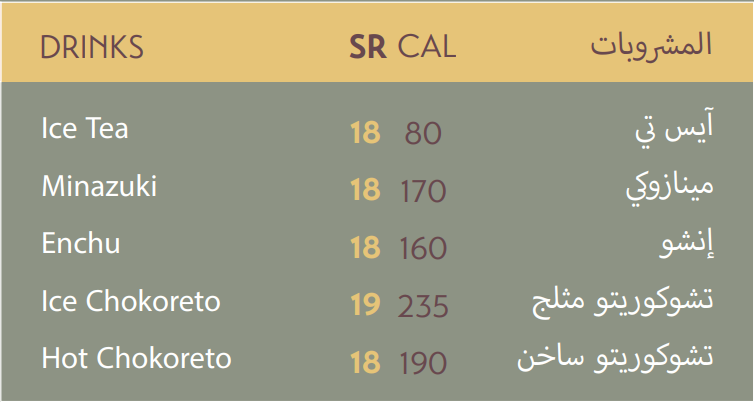 DRINKS SR CAL المشروبات
Ice Tea 18 80 آيس تي
Minazuki 18 170 مينازوكي
Enchu 18 160 إنشو
Ice Chokoreto 19 235 تشوكوريتو مثلج
Hot Chokoreto 18 190 تشوكوريتو ساخن